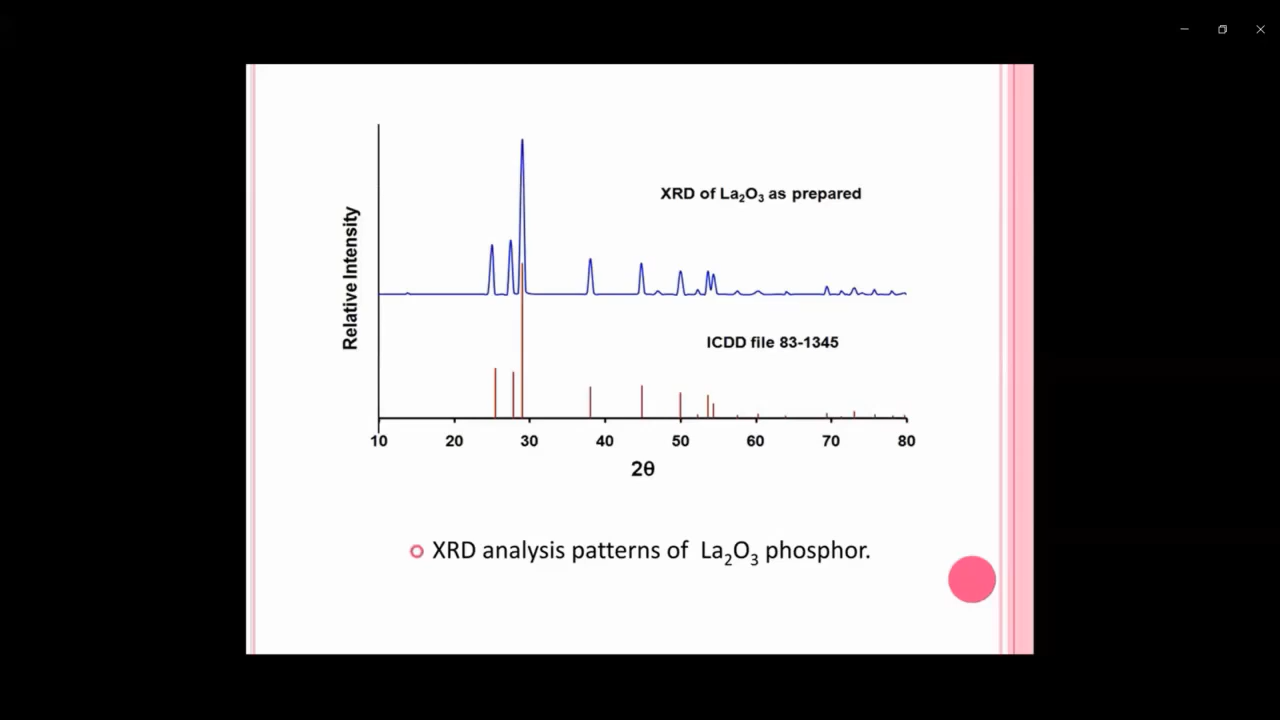 XRD of La₂O₃ as prepared
Relative Intensity
ICDD file 83-1345
10 20 30 40 50 60 70 80
2θ
XRD analysis patterns of La₂O₃ phosphor.